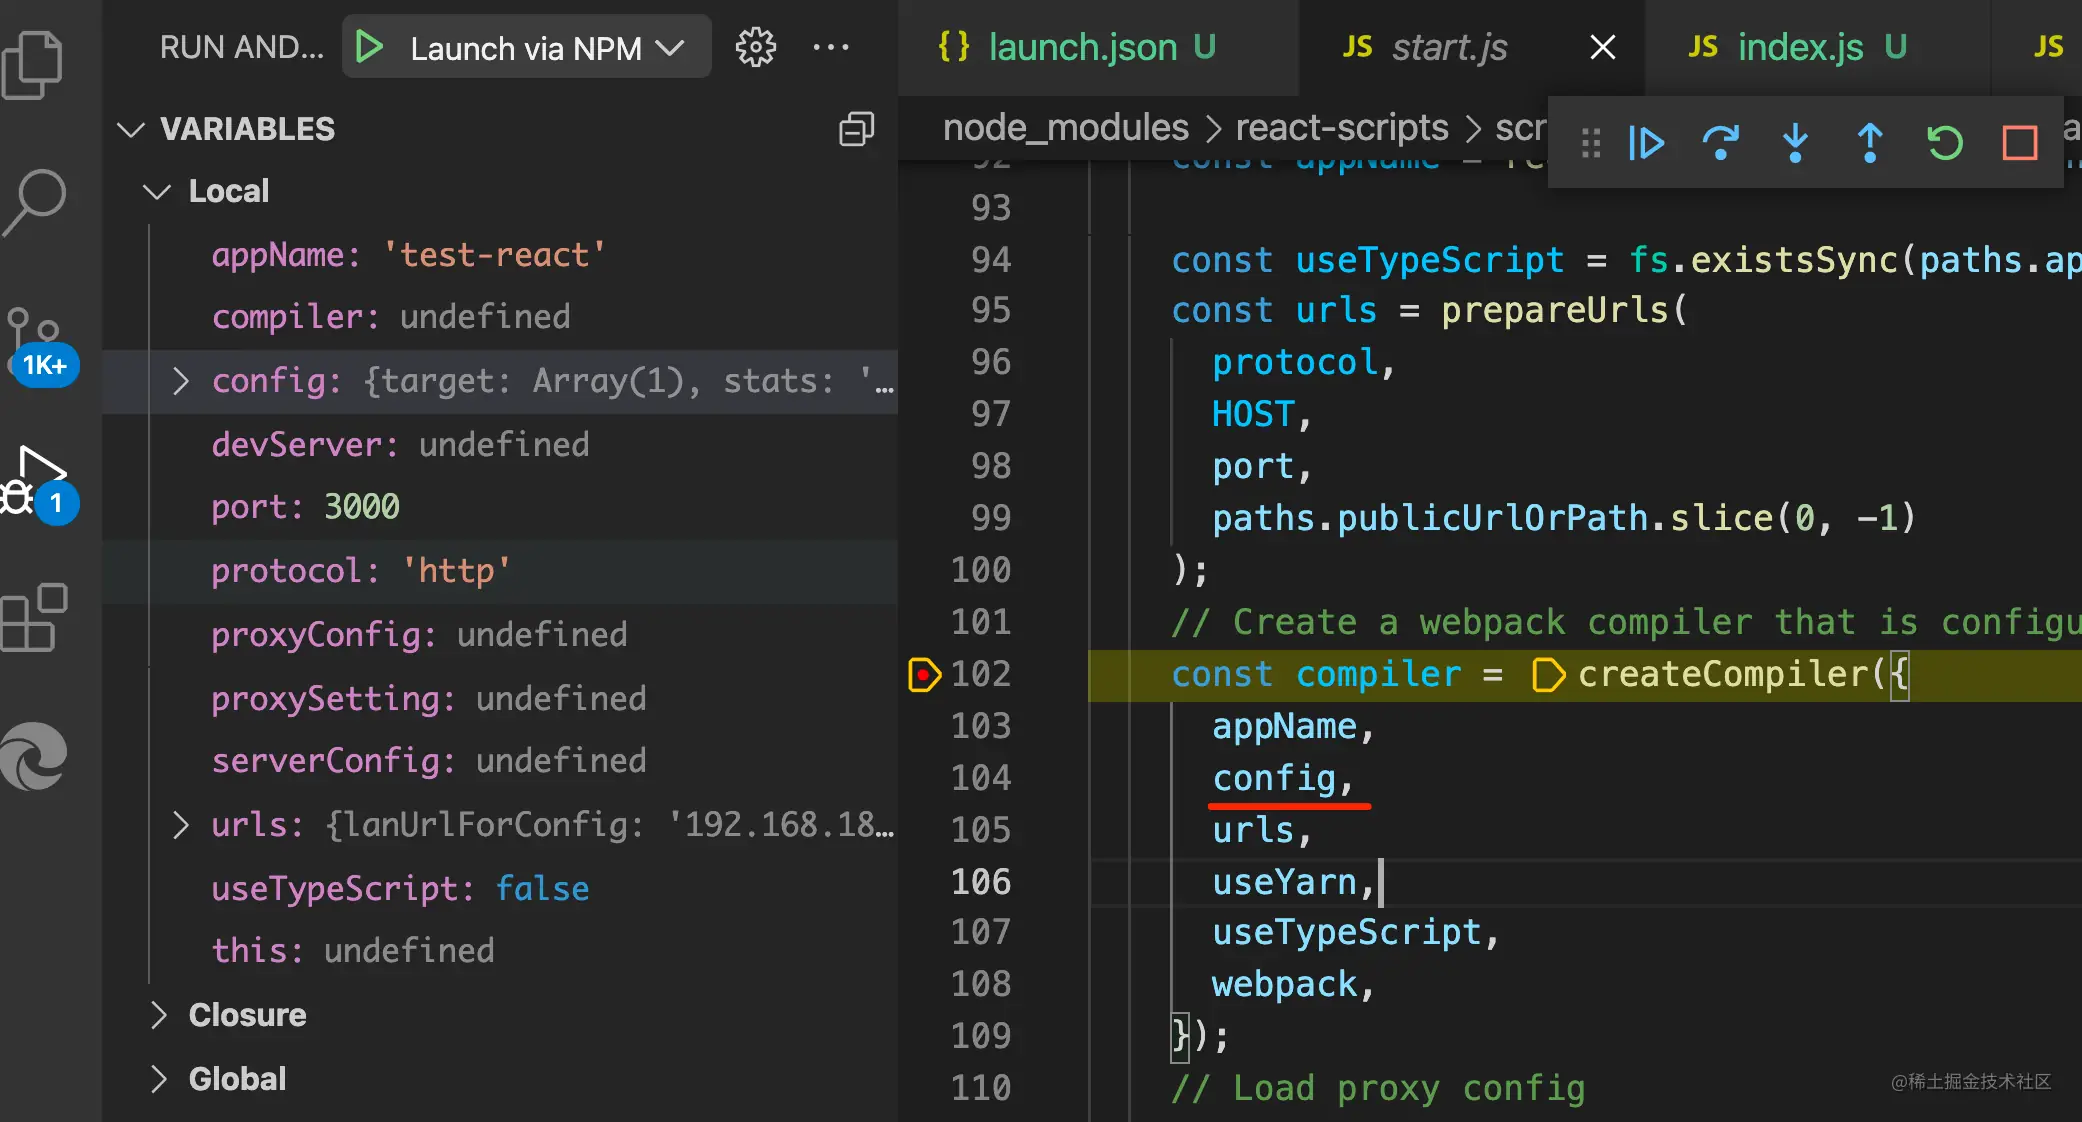 RUN AND...
Launch via NPM
VARIABLES
Local
appName: 'test-react'
compiler: undefined
config: {target: Array(1), stats: '…
devServer: undefined
port: 3000
protocol: 'http'
proxyConfig: undefined
proxySetting: undefined
serverConfig: undefined
urls: {lanUrlForConfig: '192.168.18…
useTypeScript: false
this: undefined
Closure
Global
1K+
1
{} launch.json U
JS start.js
JS index.js U
JS
node_modules > react-scripts > scr
92 const appName =
93
94 const useTypeScript = fs.existsSync(paths.ap
95 const urls = prepareUrls(
96 protocol,
97 HOST,
98 port,
99 paths.publicUrlOrPath.slice(0, -1)
100 );
101 // Create a webpack compiler that is configu
102 const compiler = createCompiler({
103 appName,
104 config,
105 urls,
106 useYarn,
107 useTypeScript,
108 webpack,
109 });
110 // Load proxy config
@稀土掘金技术社区